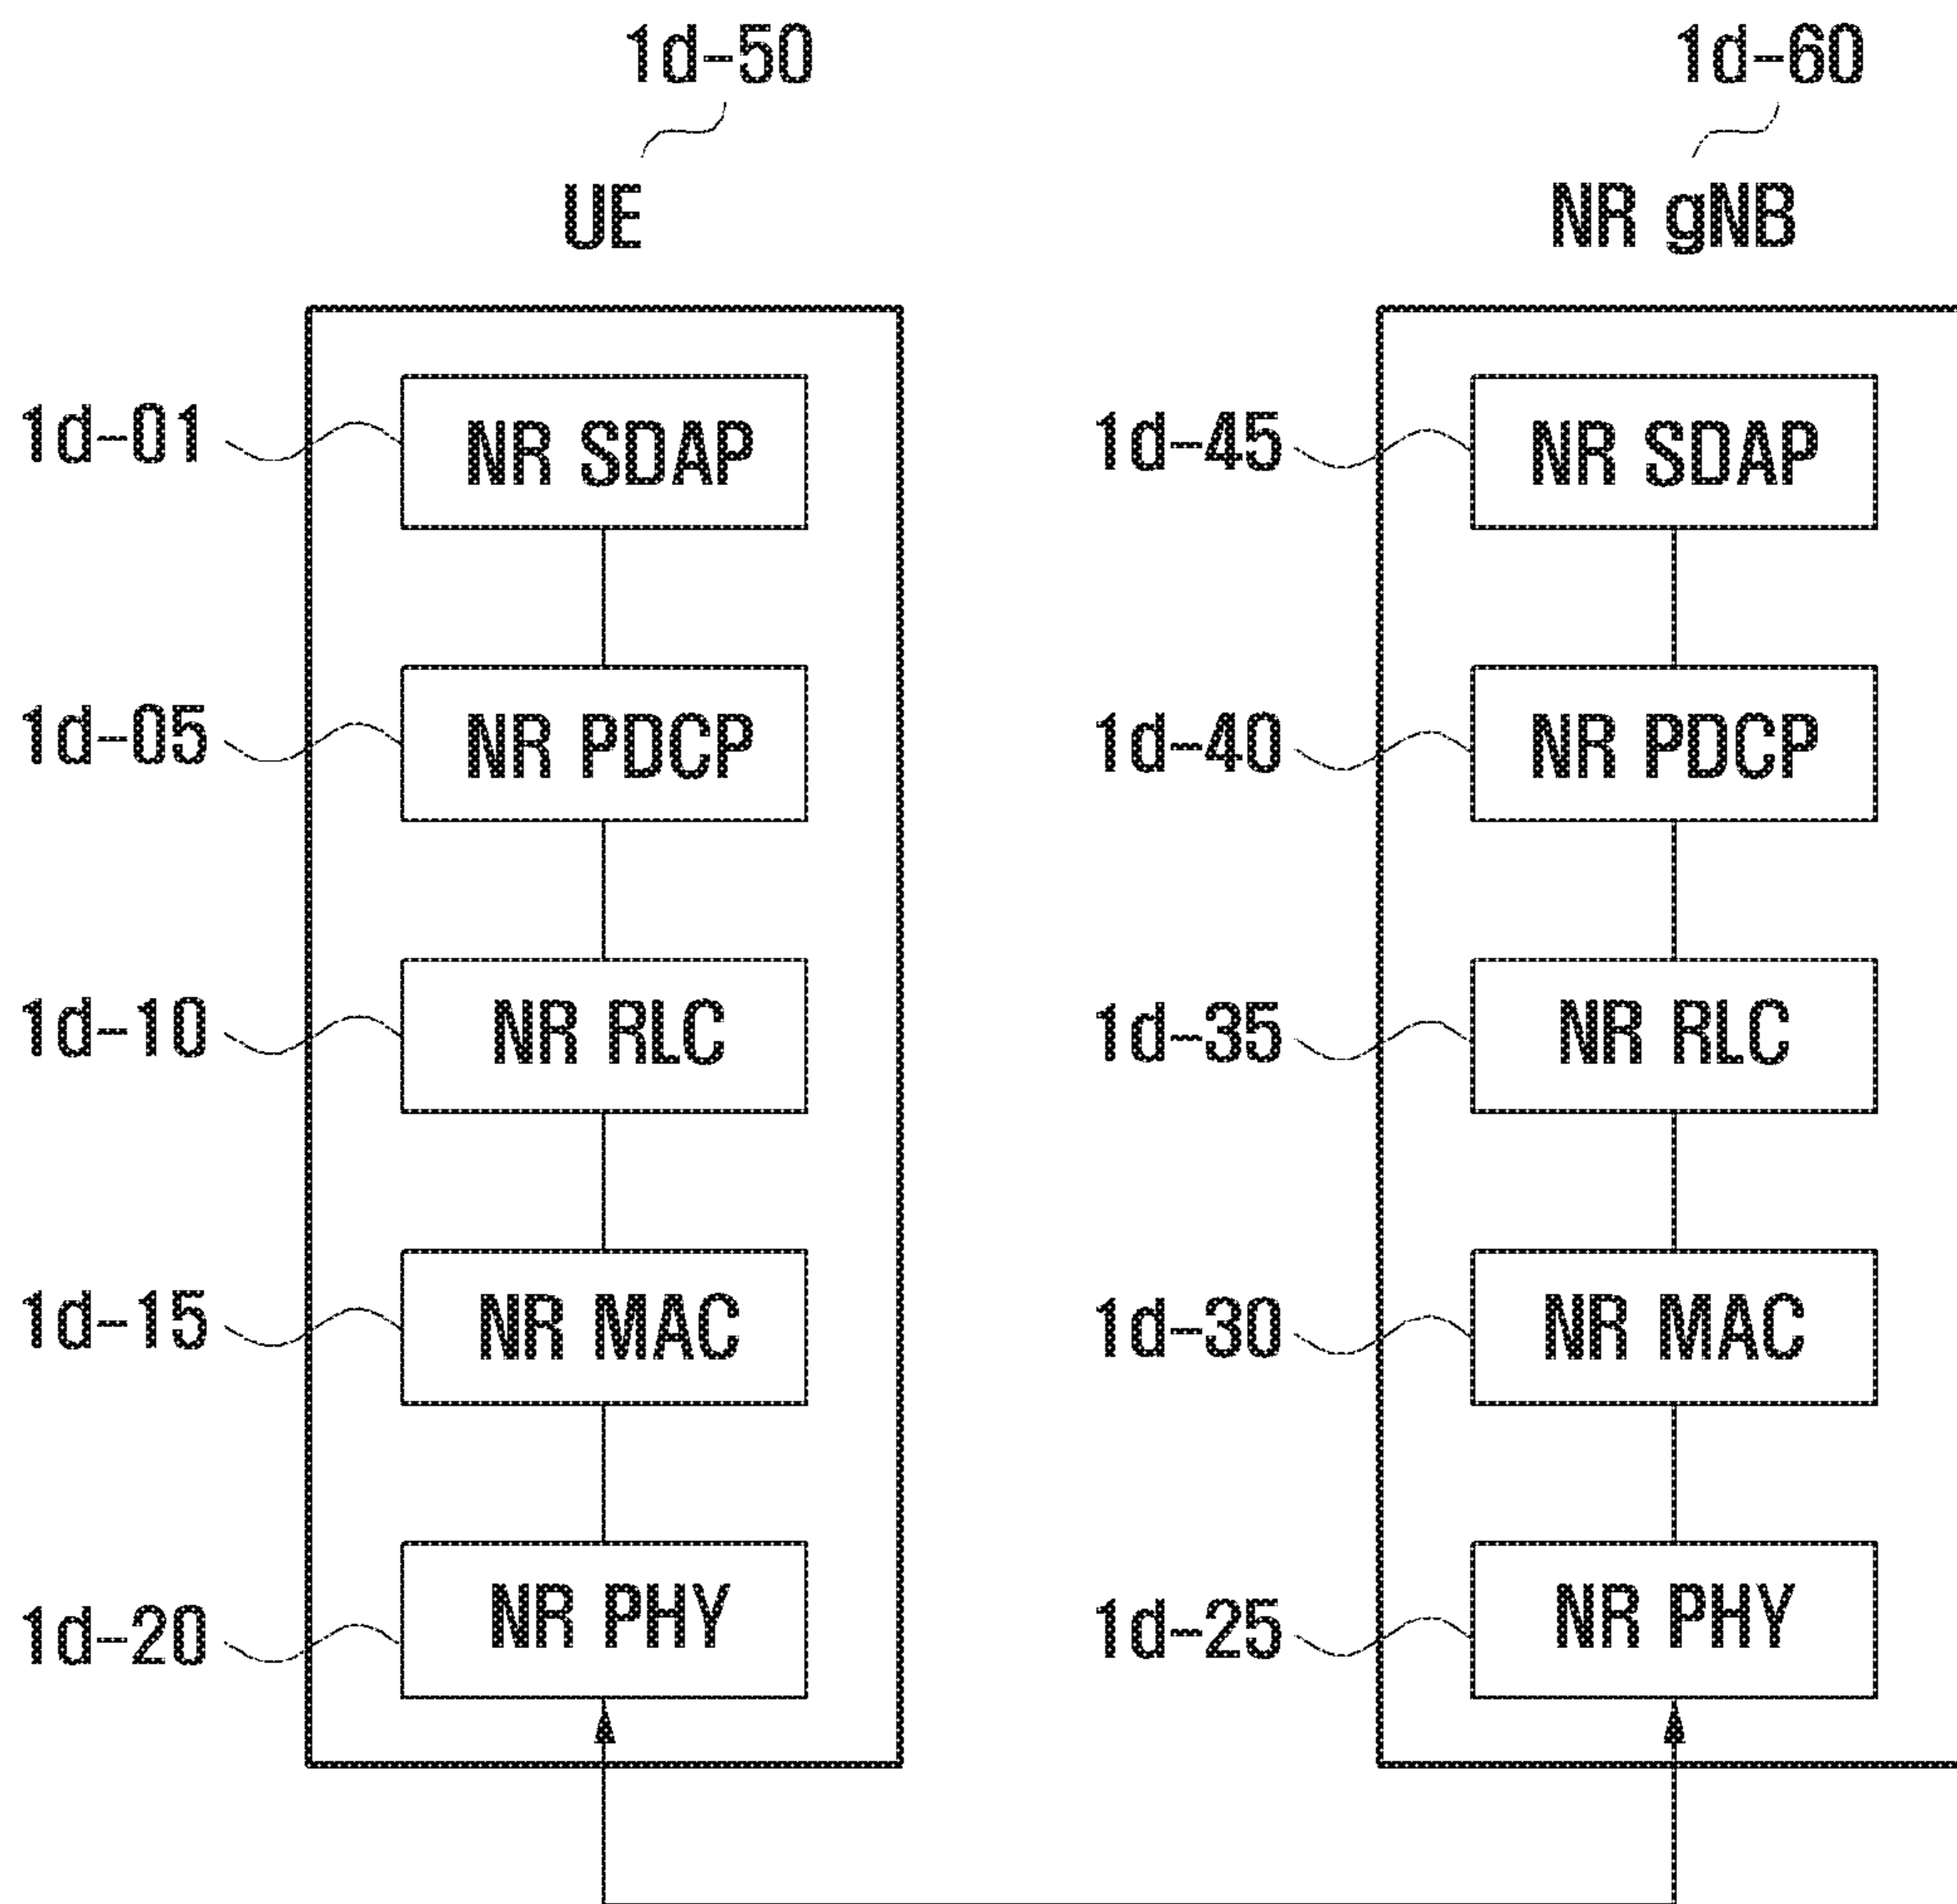 1d-50
1d-60
UE
NR gNB
1d-01
NR SDAP
1d-45
NR SDAP
1d-05
NR PDCP
1d-40
NR PDCP
1d-10
NR RLC
1d-35
NR RLC
1d-15
NR MAC
1d-30
NR MAC
1d-20
NR PHY
1d-25
NR PHY